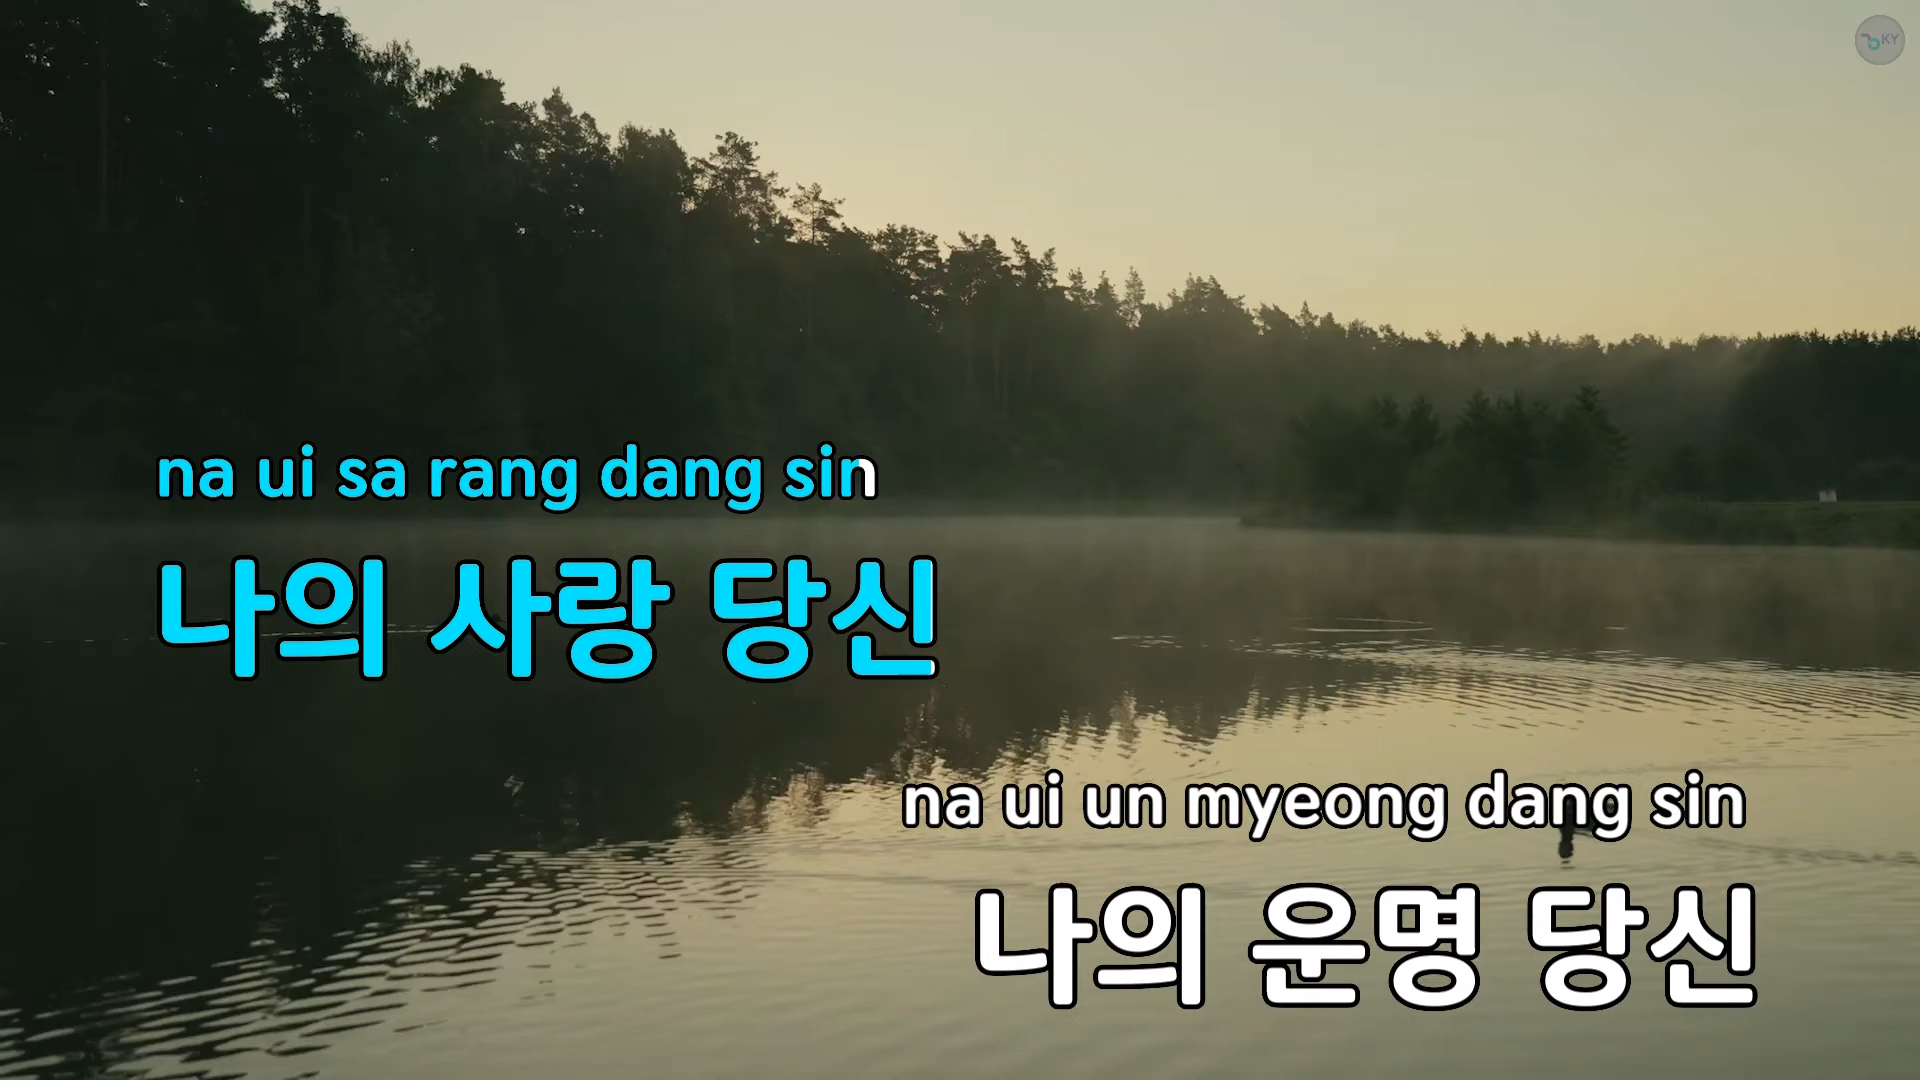 KY
na ui sa rang dang sin
나의 사랑 당신
na ui un myeong dang sin
나의 운명 당신